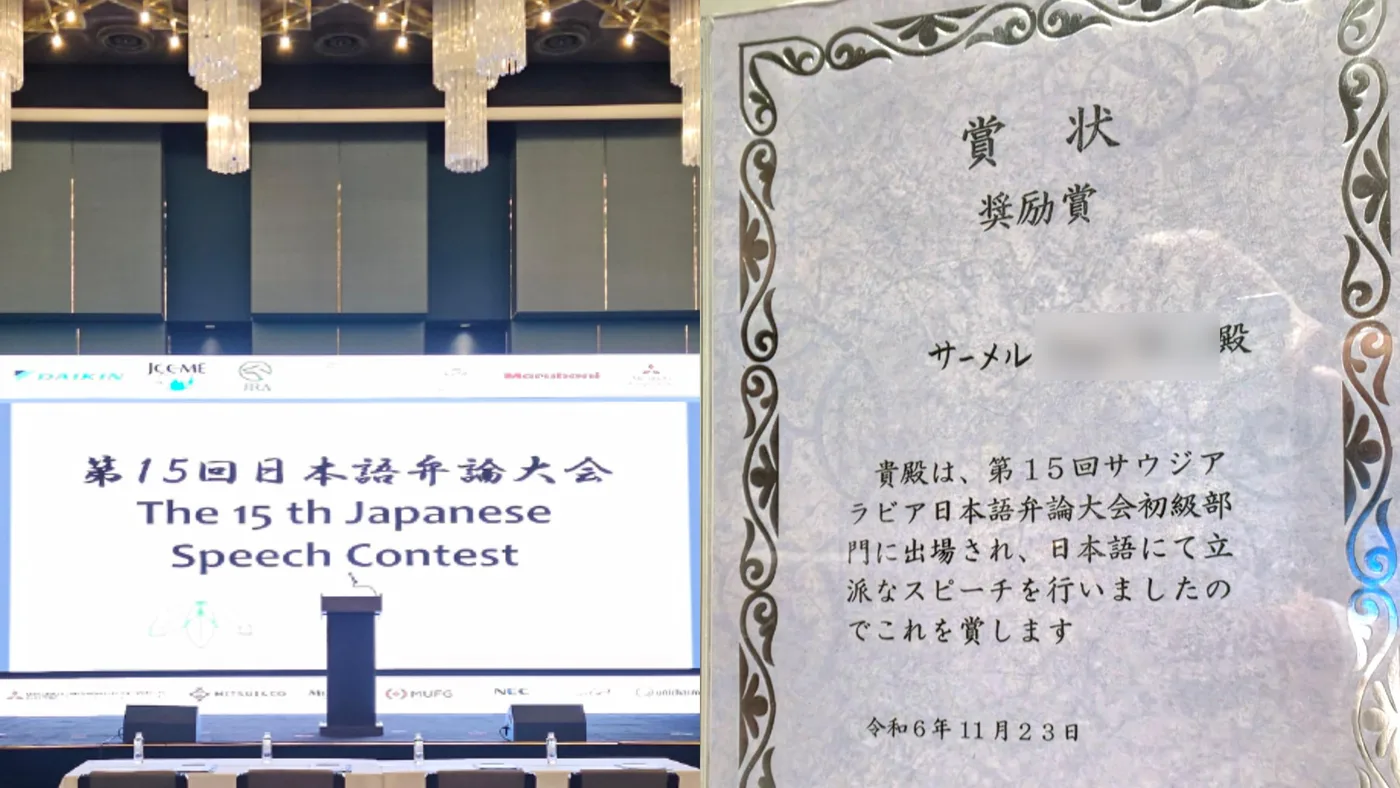 DAIKIN
JCCME
JRA
Marubeni
第15回日本語弁論大会
The 15 th Japanese
Speech Contest
MITSUI & CO
MUFG
NEC
賞 状
奨励賞
サーメル 殿
貴殿は、第15回サウジア
ラビア日本語弁論大会初級部
門に出場され、日本語にて立
派なスピーチを行いましたの
でこれを賞します
令和6年11月23日